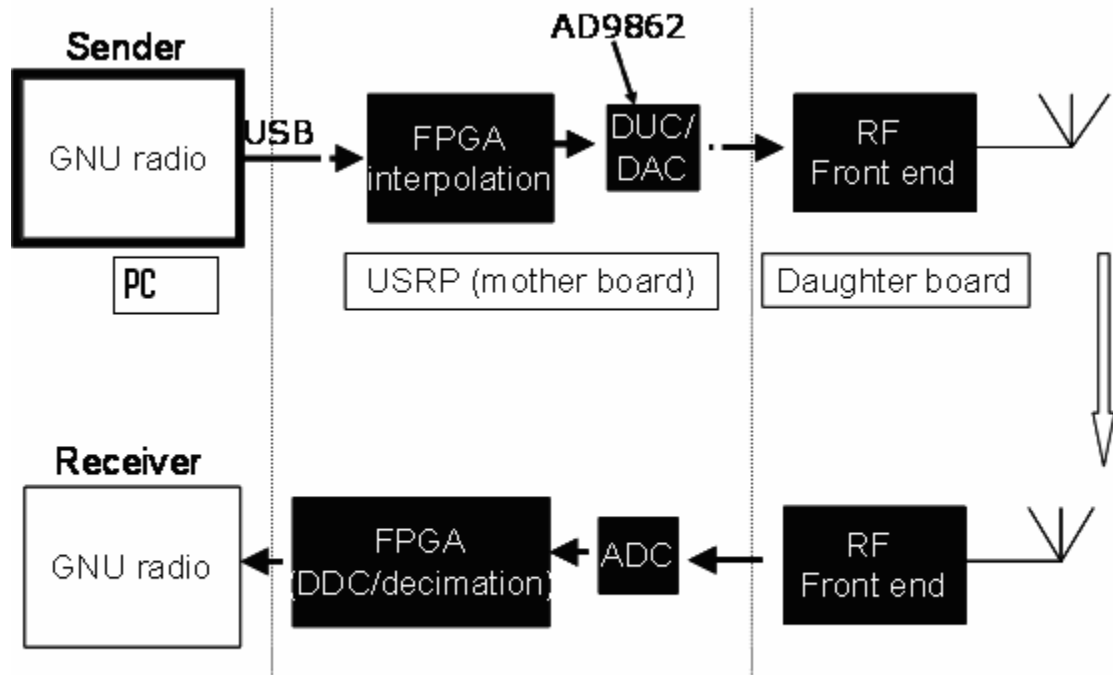 AD9862
Sender
GNU radio
USB
FPGA
interpolation
DUC/
DAC
RF
Front end
PC
USRP (mother board)
Daughter board
Receiver
GNU radio
FPGA
(DDC/decimation)
ADC
RF
Front end